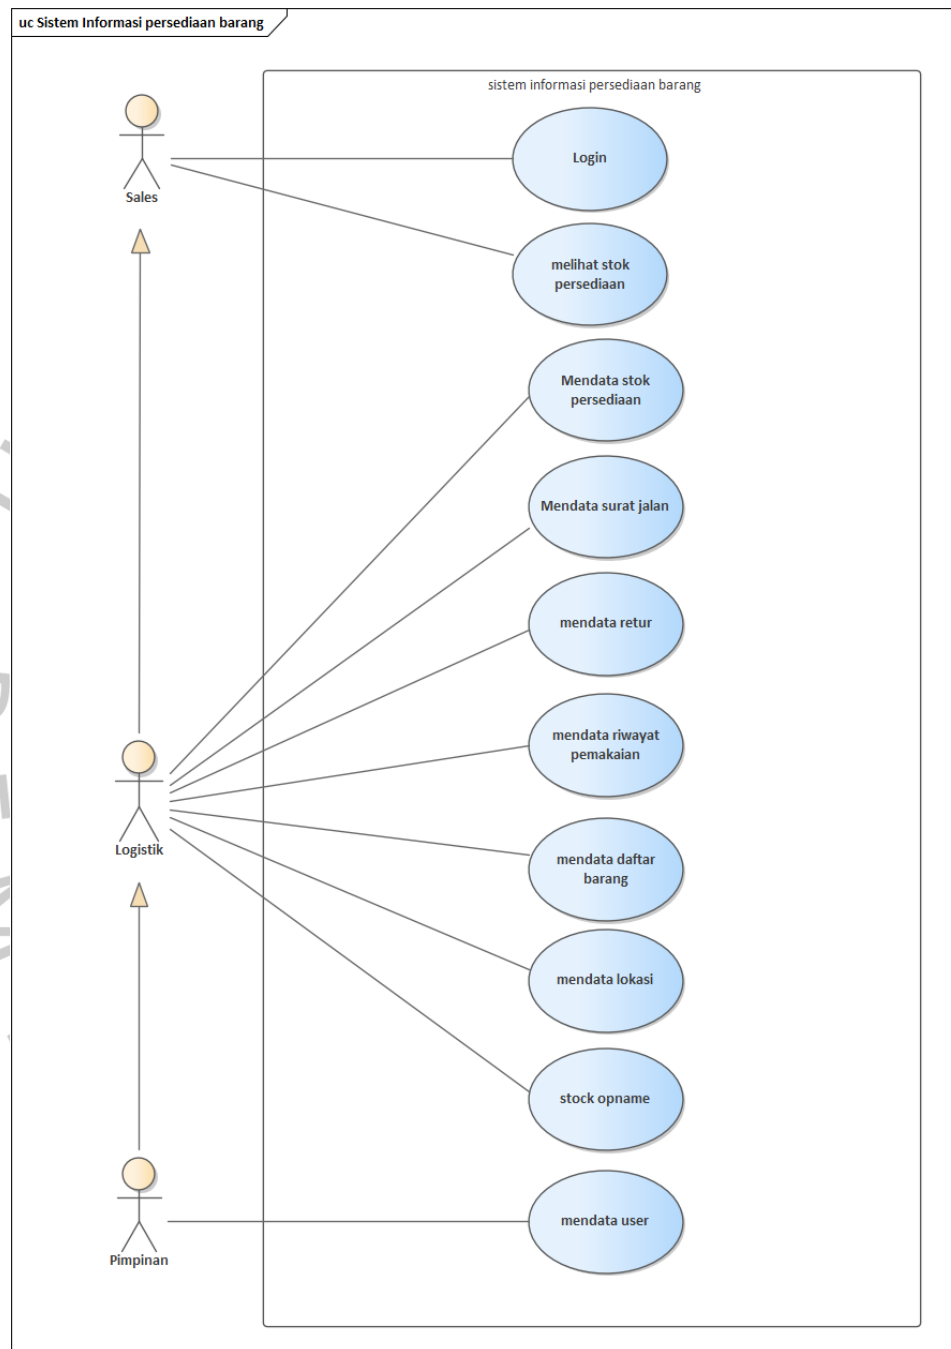 uc Sistem Informasi persediaan barang
sistem informasi persediaan barang
Sales
Login
melihat stok
persediaan
Mendata stok
persediaan
Mendata surat jalan
mendata retur
mendata riwayat
pemakaian
Logistik
mendata daftar
barang
mendata lokasi
stock opname
mendata user
Pimpinan